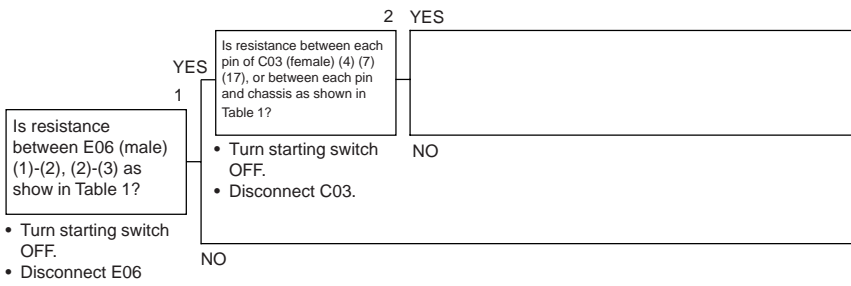 2 YES
Is resistance between each
pin of C03 (female) (4) (7)
(17), or between each pin
and chassis as shown in
Table 1?
YES
1
Is resistance
between E06 (male)
(1)-(2), (2)-(3) as
show in Table 1?
• Turn starting switch
OFF.
• Disconnect C03.
NO
• Turn starting switch
OFF.
• Disconnect E06
NO